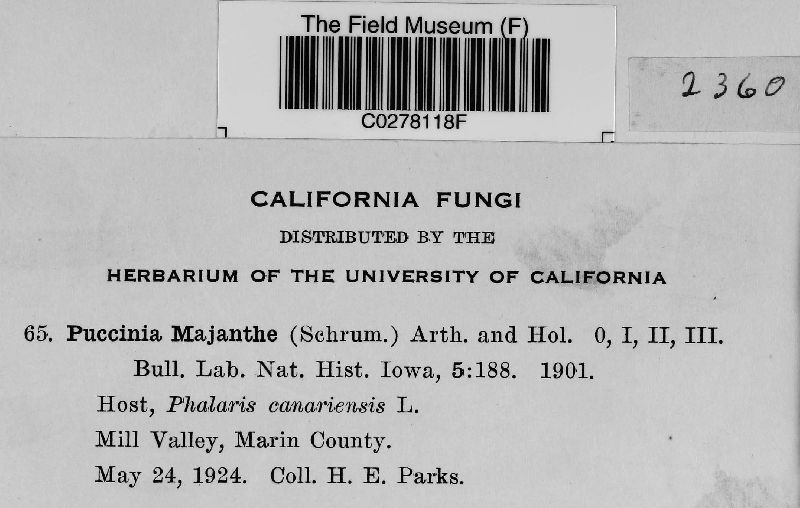 The Field Museum (F)
C0278118F
2360
CALIFORNIA FUNGI
DISTRIBUTED BY THE
HERBARIUM OF THE UNIVERSITY OF CALIFORNIA
65. Puccinia Majanthe (Schrum.) Arth. and Hol. 0, I, II, III.
Bull. Lab. Nat. Hist. Iowa, 5:188. 1901.
Host, Phalaris canariensis L.
Mill Valley, Marin County.
May 24, 1924. Coll. H. E. Parks.